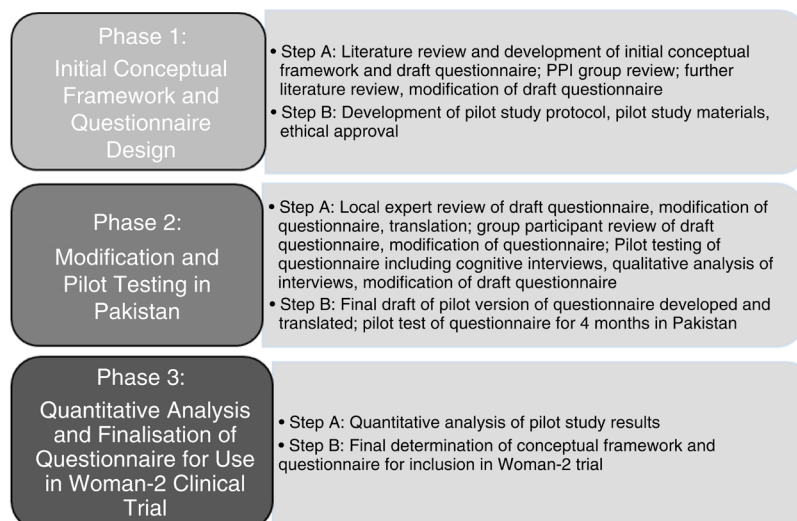 Phase 1:
Initial Conceptual
Framework and
Questionnaire
Design
• Step A: Literature review and development of initial conceptual
framework and draft questionnaire; PPI group review; further
literature review, modification of draft questionnaire
• Step B: Development of pilot study protocol, pilot study materials,
ethical approval
Phase 2:
Modification and
Pilot Testing in
Pakistan
• Step A: Local expert review of draft questionnaire, modification of
questionnaire, translation; group participant review of draft
questionnaire, modification of questionnaire; Pilot testing of
questionnaire including cognitive interviews, qualitative analysis of
interviews, modification of draft questionnaire
• Step B: Final draft of pilot version of questionnaire developed and
translated; pilot test of questionnaire for 4 months in Pakistan
Phase 3:
Quantitative Analysis
and Finalisation of
Questionnaire for Use
in Woman-2 Clinical
Trial
• Step A: Quantitative analysis of pilot study results
• Step B: Final determination of conceptual framework and
questionnaire for inclusion in Woman-2 trial